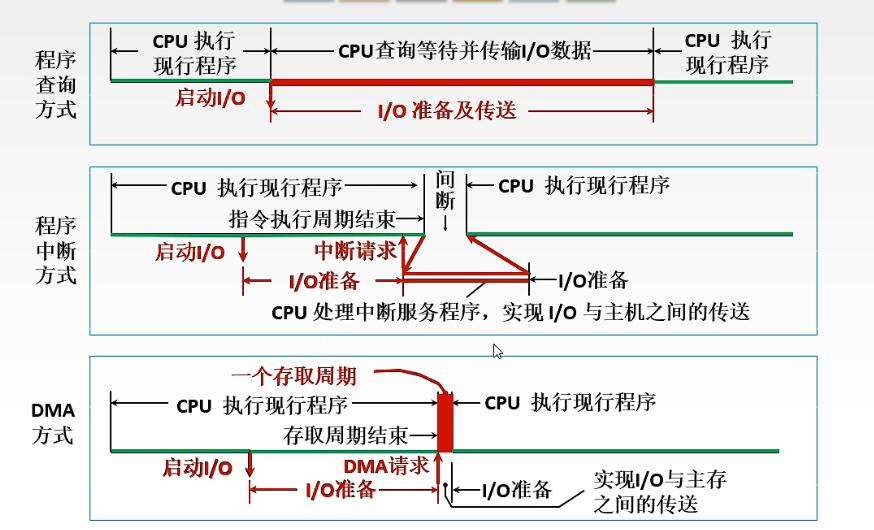 程序
查询
方式
CPU 执行
现行程序
CPU查询等待并传输I/O数据
CPU 执行
现行程序
启动I/O
I/O 准备及传送
程序
中断
方式
CPU 执行现行程序
间
断
CPU 执行现行程序
指令执行周期结束
启动I/O
中断请求
I/O准备
I/O准备
CPU 处理中断服务程序，实现 I/O 与主机之间的传送
DMA
方式
一个存取周期
CPU 执行现行程序
CPU 执行现行程序
存取周期结束
启动I/O
DMA请求
I/O准备
I/O准备
实现I/O与主存
之间的传送